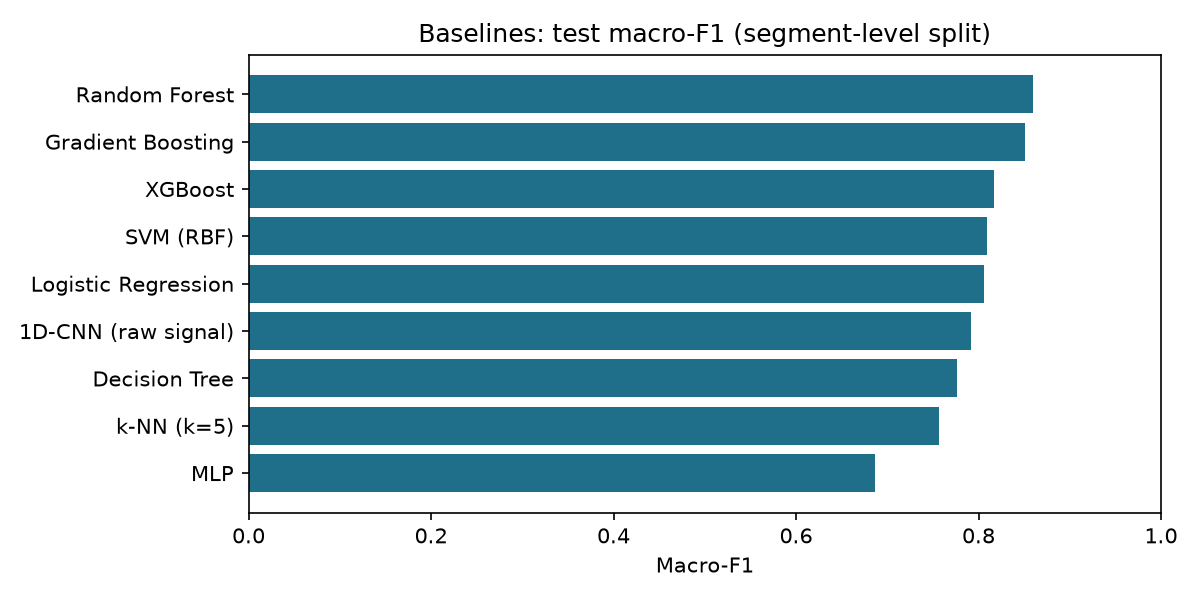 Baselines: test macro-F1 (segment-level split)
Random Forest
Gradient Boosting
XGBoost
SVM (RBF)
Logistic Regression
1D-CNN (raw signal)
Decision Tree
k-NN (k=5)
MLP
0.0 0.2 0.4 0.6 0.8 1.0
Macro-F1